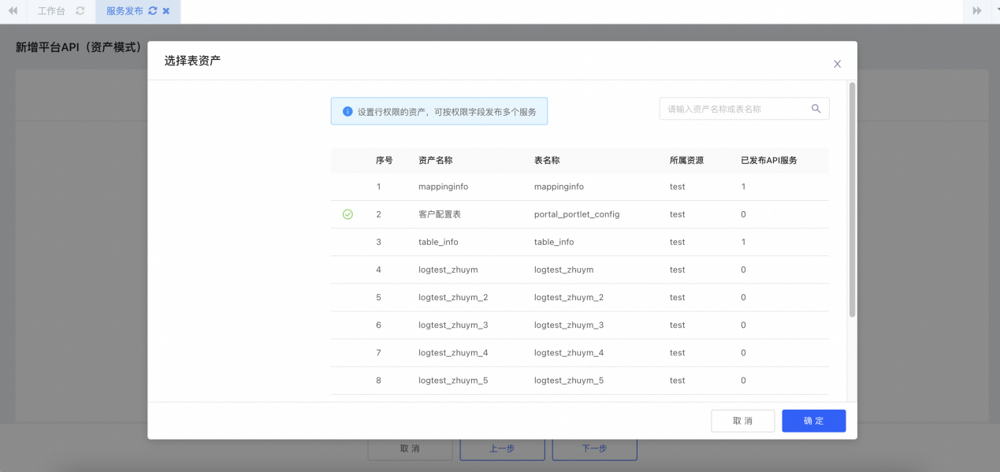 工作台 服务发布
新增平台API（资产模式）
选择表资产
设置行权限的资产，可按权限字段发布多个服务
请输入资产名称或表名称
序号 资产名称 表名称 所属资源 已发布API服务
1 mappinginfo mappinginfo test 1
2 客户配置表 portal_portlet_config test 0
3 table_info table_info test 1
4 logtest_zhuym logtest_zhuym test 0
5 logtest_zhuym_2 logtest_zhuym_2 test 0
6 logtest_zhuym_3 logtest_zhuym_3 test 0
7 logtest_zhuym_4 logtest_zhuym_4 test 0
8 logtest_zhuym_5 logtest_zhuym_5 test 0
取 消 确 定
取 消 上一步 下一步